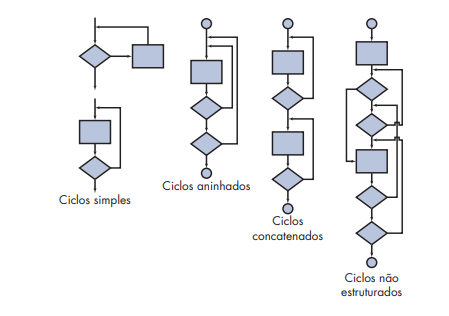 Ciclos simples
Ciclos aninhados
Ciclos
concatenados
Ciclos não
estruturados